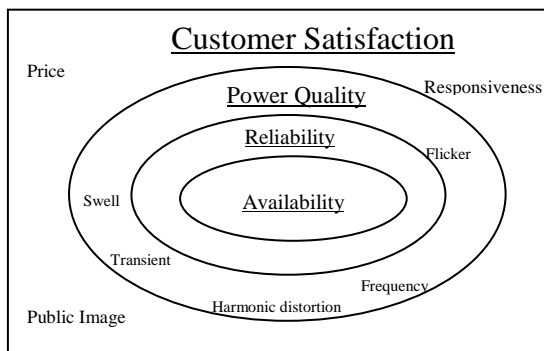 Customer Satisfaction
Price
Responsiveness
Power Quality
Reliability
Flicker
Availability
Swell
Transient
Frequency
Harmonic distortion
Public Image